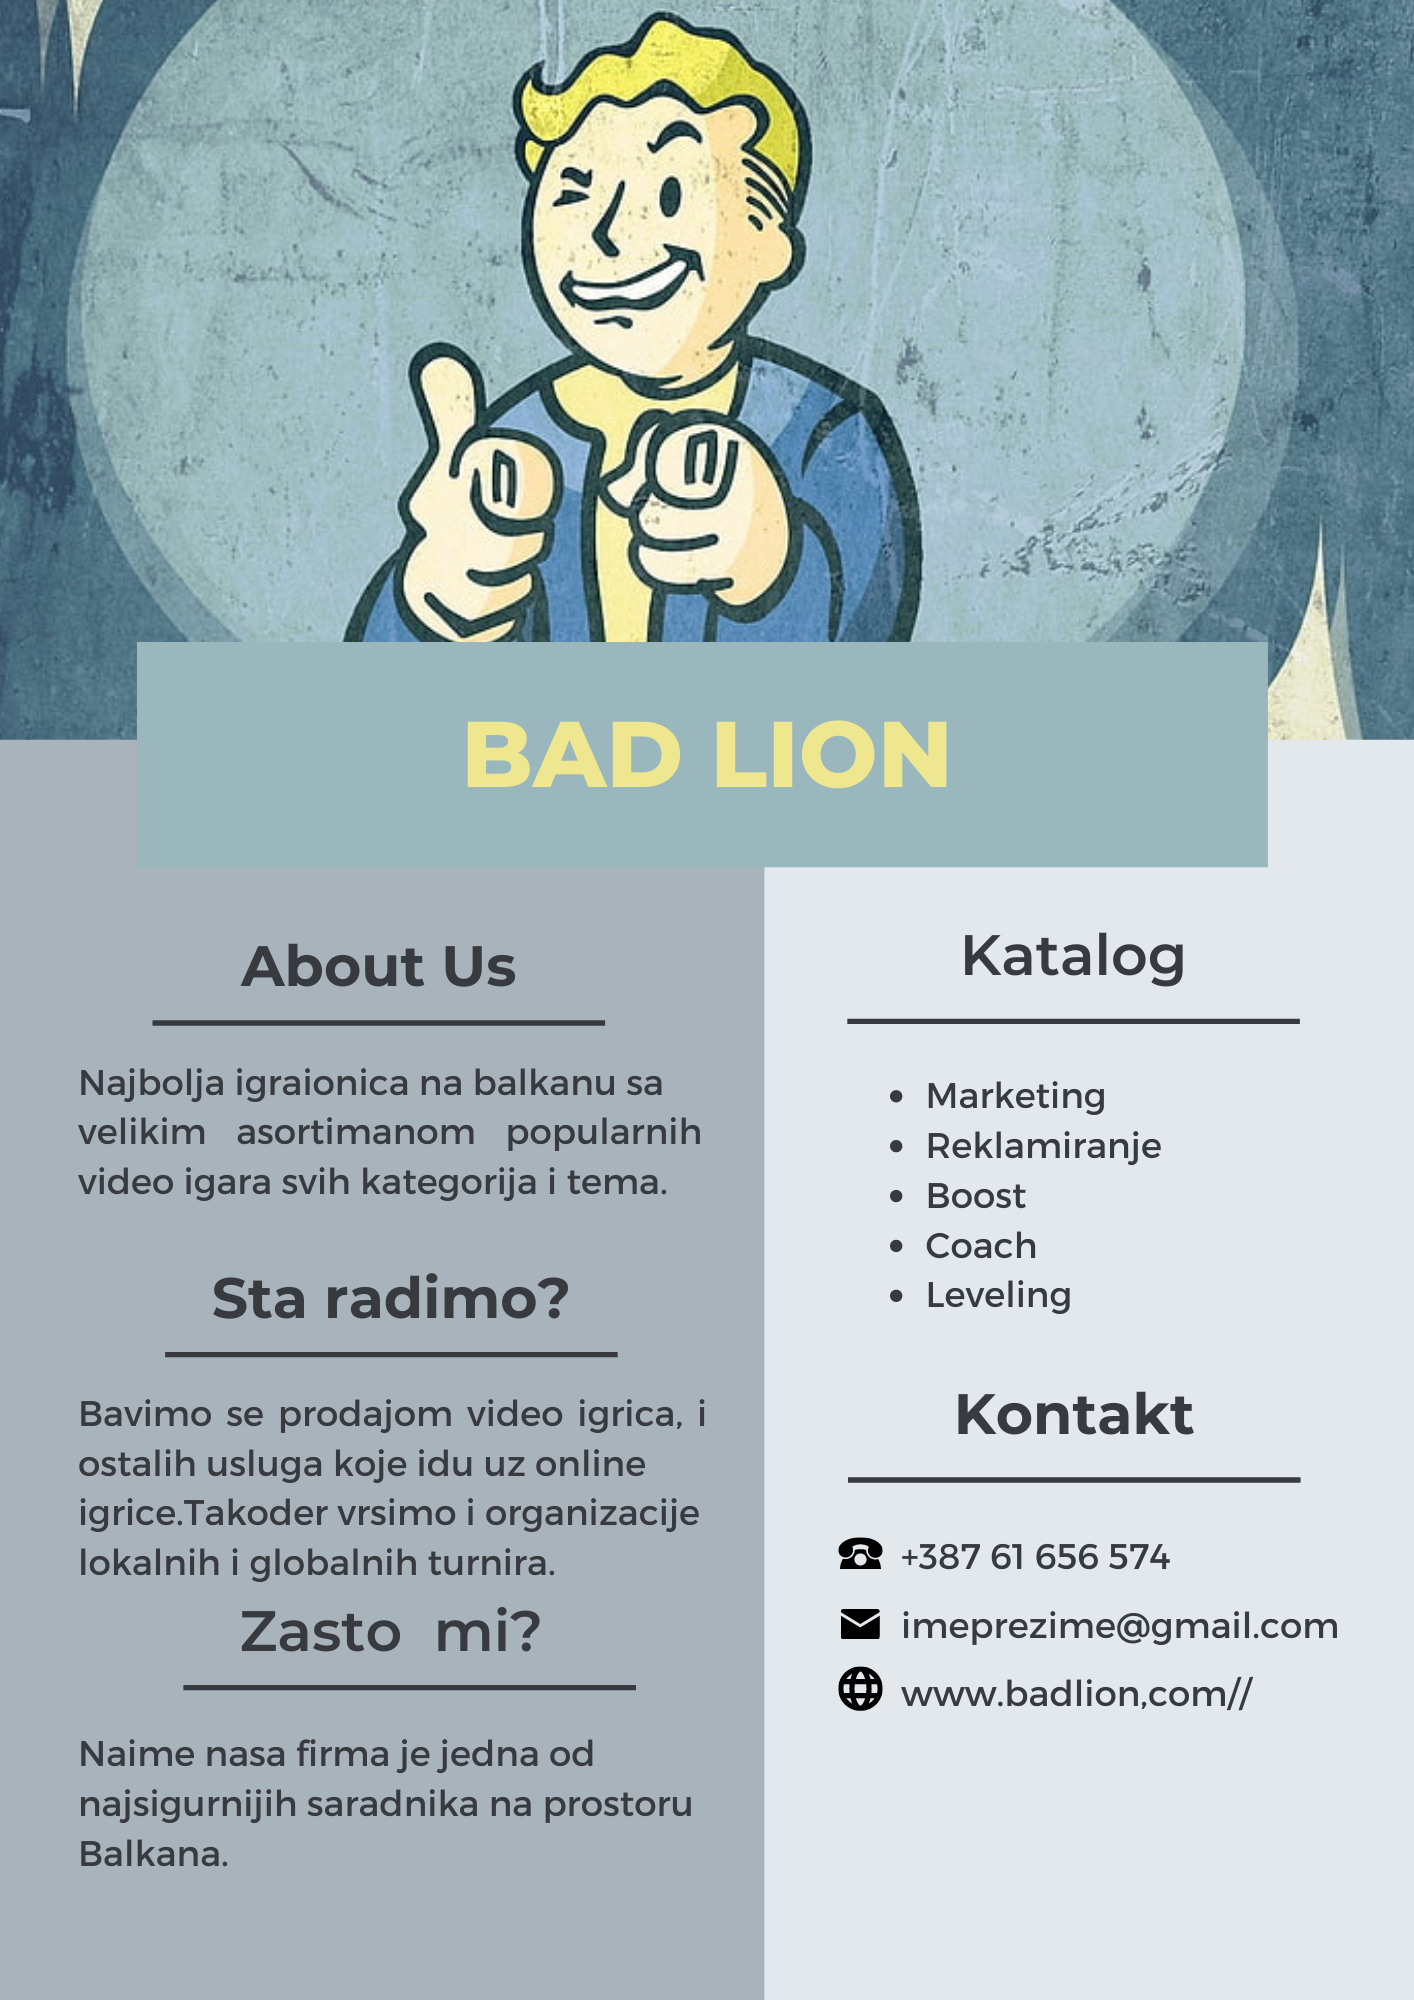 BAD LION
About Us
Najbolja igraionica na balkanu sa
velikim asortimanom popularnih
video igara svih kategorija i tema.
Sta radimo?
Bavimo se prodajom video igrica, i
ostalih usluga koje idu uz online
igrice.Takoder vrsimo i organizacije
lokalnih i globalnih turnira.
Zasto mi?
Naime nasa firma je jedna od
najsigurnijih saradnika na prostoru
Balkana.
Katalog
• Marketing
• Reklamiranje
• Boost
• Coach
• Leveling
Kontakt
+387 61 656 574
imeprezime@gmail.com
www.badlion,com//